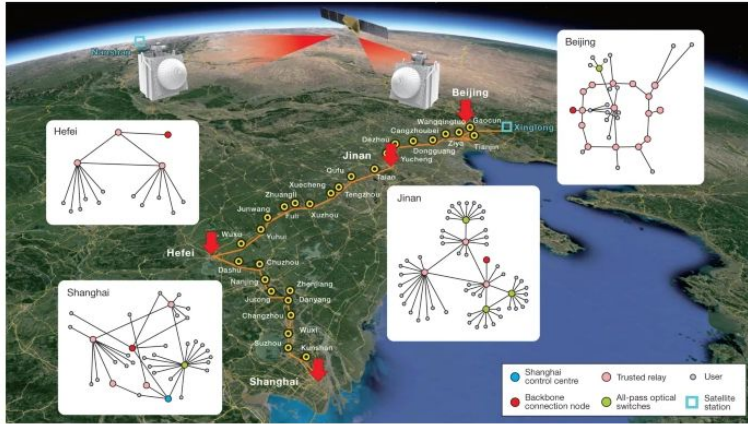 Nanshan
Beijing
Hefei
Beijing
Wangqingtuo
Gaocun
Cangzhoubei
Xinglong
Dezhou
Ziya
Dongguang
Tianjin
Jinan
Yucheng
Qufu
Taian
Xuecheng
Tengzhou
Zhuangli
Jinan
Junwang
Fuli
Xuzhou
Wuhu
Yuhui
Hefei
Chuzhou
Dashu
Shanghai
Nanjing
Zhenjiang
Jurong
Danyang
Changzhou
Wuxi
Suzhou
Kunshan
Shanghai
Shanghai
control centre
Trusted relay
User
Backbone
connection node
All-pass optical
switches
Satellite
station